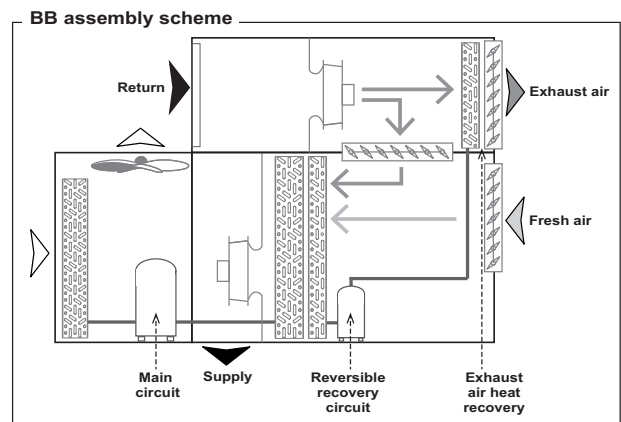 BB assembly scheme
Return
Exhaust air
Fresh air
Main
circuit
Supply
Reversible
recovery
circuit
Exhaust
air heat
recovery